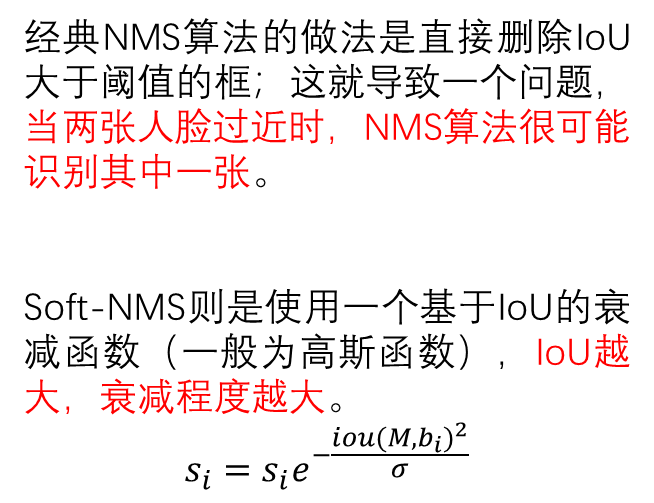 经典NMS算法的做法是直接删除IoU
大于阈值的框；这就导致一个问题，
当两张人脸过近时，NMS算法很可能
识别其中一张。
Soft-NMS则是使用一个基于IoU的衰
减函数（一般为高斯函数），IoU越
大，衰减程度越大。
$s_i = s_i e^{-\frac{iou(M,b_i)^2}{\sigma}}$